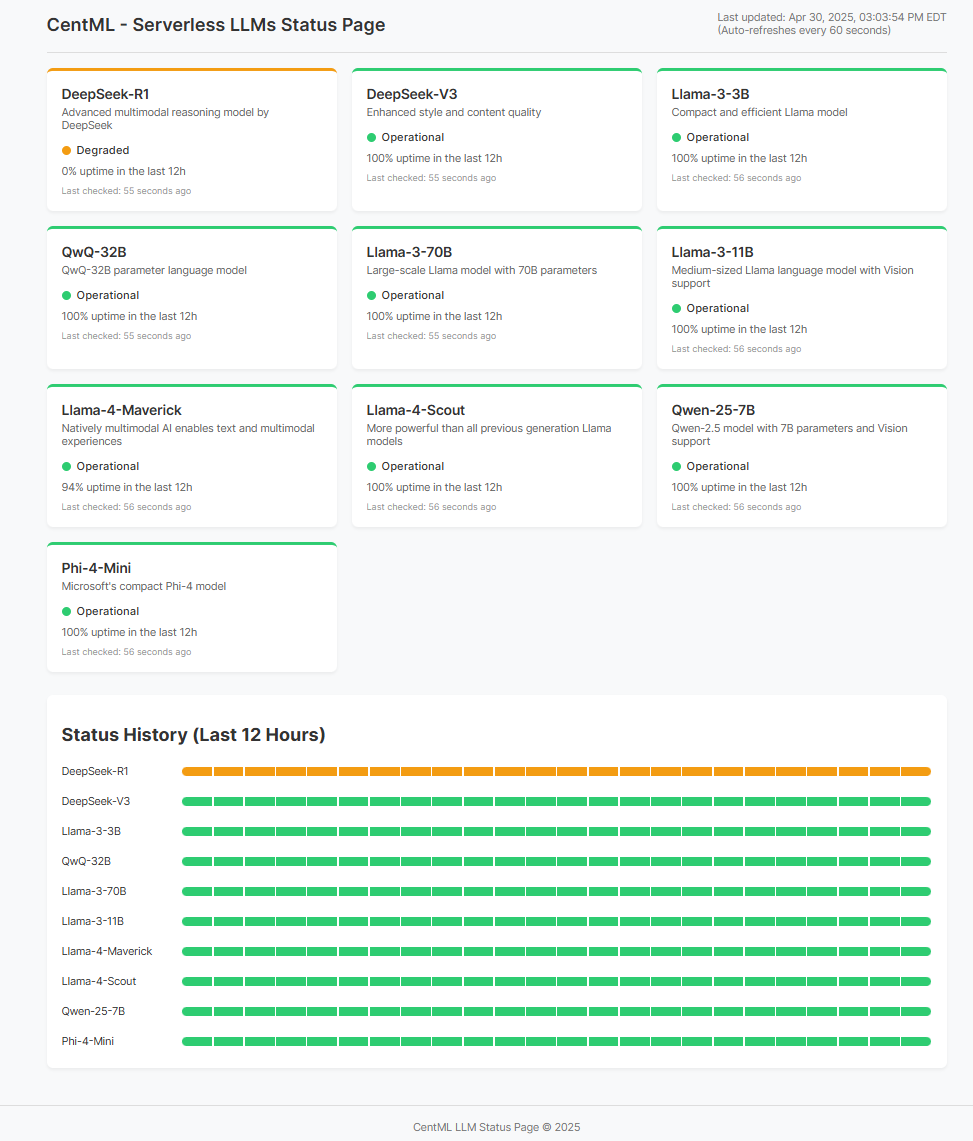 CentML - Serverless LLMs Status Page
Last updated: Apr 30, 2025, 03:03:54 PM EDT
(Auto-refreshes every 60 seconds)
DeepSeek-R1
Advanced multimodal reasoning model by
DeepSeek
Degraded
0% uptime in the last 12h
Last checked: 55 seconds ago
DeepSeek-V3
Enhanced style and content quality
Operational
100% uptime in the last 12h
Last checked: 55 seconds ago
Llama-3-3B
Compact and efficient Llama model
Operational
100% uptime in the last 12h
Last checked: 56 seconds ago
QwQ-32B
QwQ-32B parameter language model
Operational
100% uptime in the last 12h
Last checked: 55 seconds ago
Llama-3-70B
Large-scale Llama model with 70B parameters
Operational
100% uptime in the last 12h
Last checked: 55 seconds ago
Llama-3-11B
Medium-sized Llama language model with Vision
support
Operational
100% uptime in the last 12h
Last checked: 56 seconds ago
Llama-4-Maverick
Natively multimodal AI enables text and multimodal
experiences
Operational
94% uptime in the last 12h
Last checked: 56 seconds ago
Llama-4-Scout
More powerful than all previous generation Llama
models
Operational
100% uptime in the last 12h
Last checked: 56 seconds ago
Qwen-25-7B
Qwen-2.5 model with 7B parameters and Vision
support
Operational
100% uptime in the last 12h
Last checked: 56 seconds ago
Phi-4-Mini
Microsoft's compact Phi-4 model
Operational
100% uptime in the last 12h
Last checked: 56 seconds ago
Status History (Last 12 Hours)
DeepSeek-R1
DeepSeek-V3
Llama-3-3B
QwQ-32B
Llama-3-70B
Llama-3-11B
Llama-4-Maverick
Llama-4-Scout
Qwen-25-7B
Phi-4-Mini
CentML LLM Status Page © 2025